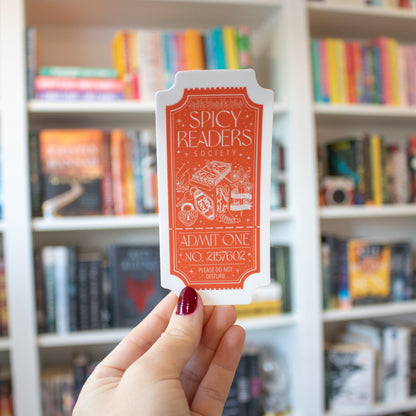 SPICY
READERS
SOCIETY
ADMIT ONE
NO. 2157602
PLEASE DO NOT
DISTURB